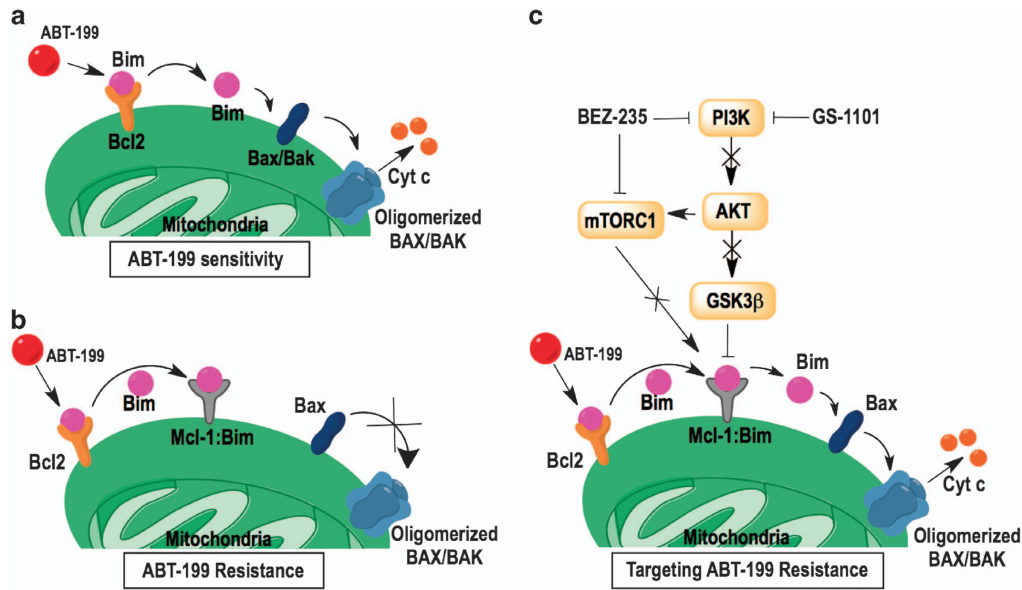 a
ABT-199
Bim
Bim
Bcl2
Bax/Bak
Cyt c
Oligomerized
BAX/BAK
Mitochondria
ABT-199 sensitivity
b
ABT-199
Bim
Mcl-1:Bim
Bax
Bcl2
Oligomerized
BAX/BAK
Mitochondria
ABT-199 Resistance
c
BEZ-235
PI3K
GS-1101
mTORC1
AKT
GSK3β
ABT-199
Bim
Bim
Mcl-1:Bim
Bax
Bcl2
Cyt c
Oligomerized
BAX/BAK
Mitochondria
Targeting ABT-199 Resistance